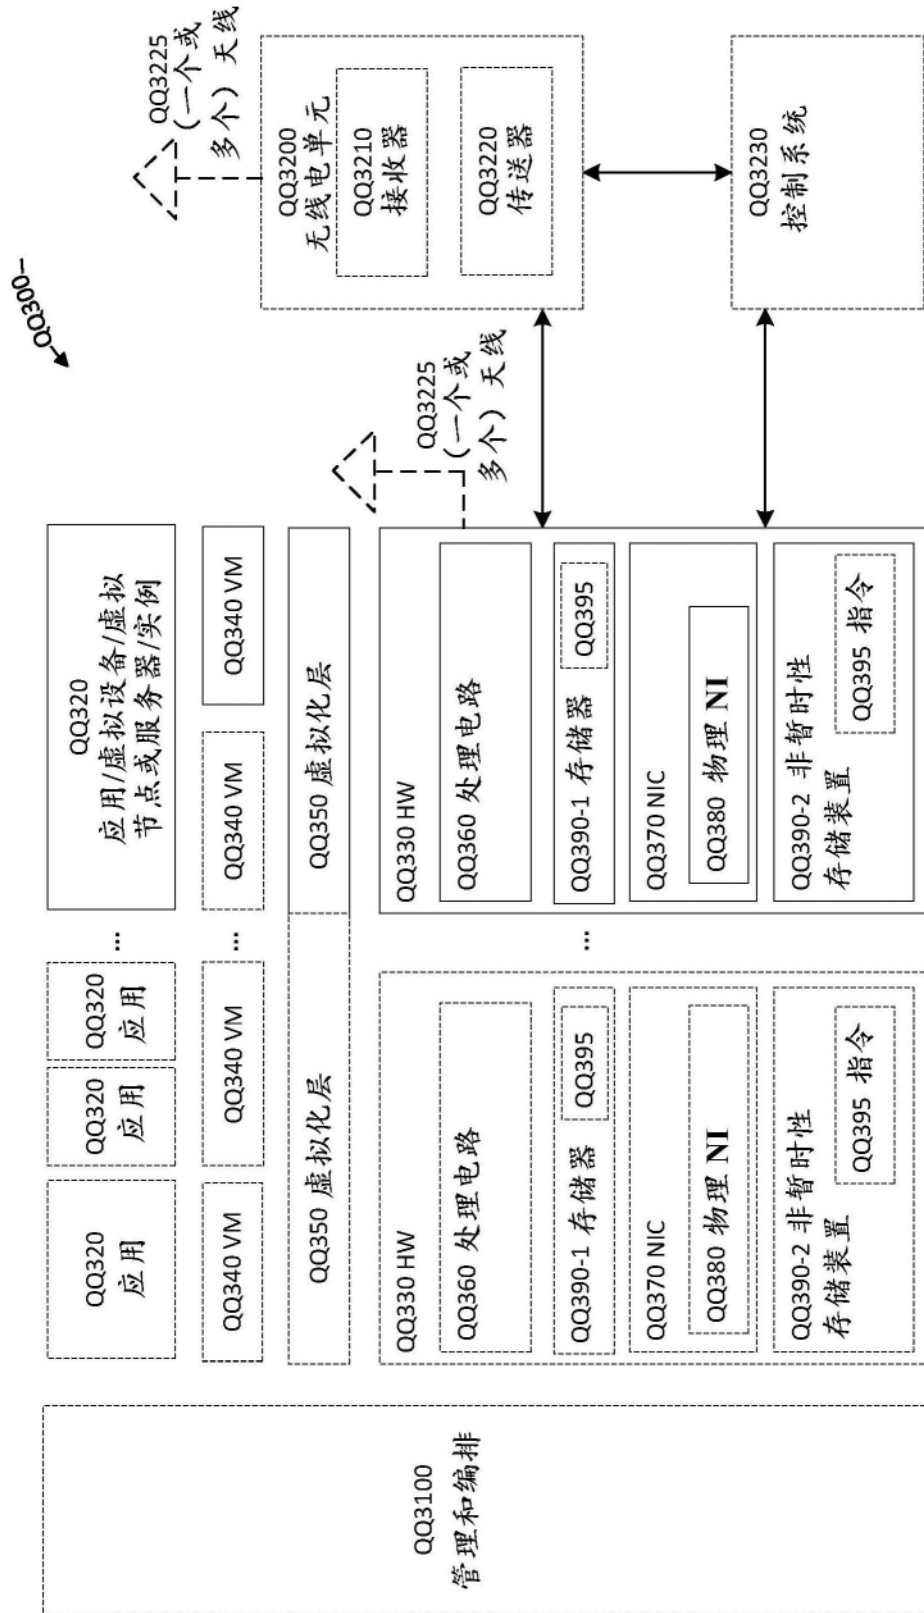 QQ300
QQ3100
管理和编排
QQ320
应用
QQ320
应用
QQ320
应用
...
QQ320
应用/虚拟设备/虚拟
节点或服务器/实例
QQ340 VM
QQ340 VM
...
QQ340 VM
QQ340 VM
QQ350 虚拟化层
QQ350 虚拟化层
QQ330 HW
QQ360 处理电路
QQ390-1 存储器
QQ395
QQ370 NIC
QQ380 物理 NI
QQ390-2 非暂时性
存储装置
QQ395 指令
...
QQ330 HW
QQ360 处理电路
QQ390-1 存储器
QQ395
QQ370 NIC
QQ380 物理 NI
QQ390-2 非暂时性
存储装置
QQ395 指令
QQ3225
(一个或
多个) 天线
QQ3225
(一个或
多个) 天线
QQ3200
无线电单元
QQ3210
接收器
QQ3220
传送器
QQ3230
控制系统